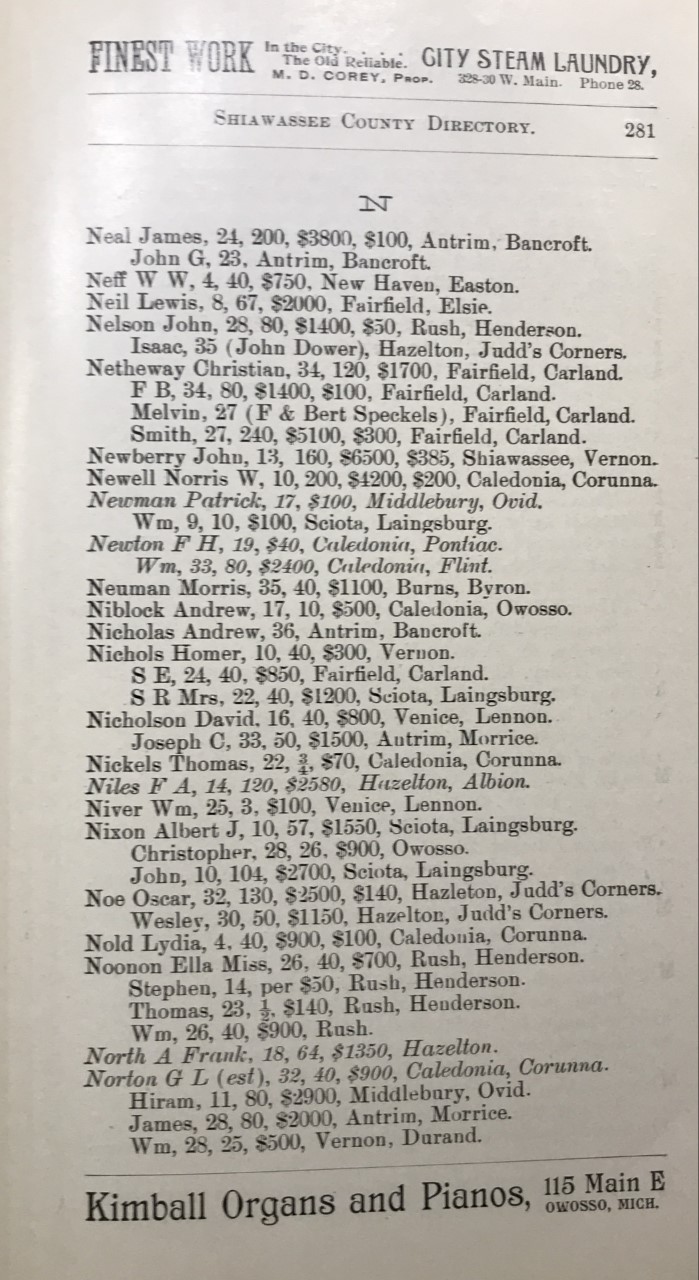 FINEST WORK In the City. . . . .
The Old Reliable.
M. D. COREY, PROP.
CITY STEAM LAUNDRY,
328-30 W. Main. Phone 28.
SHIAWASSEE COUNTY DIRECTORY. 281
N
Neal James, 24, 200, $3800, $100, Antrim, Bancroft.
John G, 23, Antrim, Bancroft.
Neff W W, 4, 40, $750, New Haven, Easton.
Neil Lewis, 8, 67, $2000, Fairfield, Elsie.
Nelson John, 28, 80, $1400, $50, Rush, Henderson.
Isaac, 35 (John Dower), Hazelton, Judd's Corners.
Netheway Christian, 34, 120, $1700, Fairfield, Carland.
F B, 34, 80, $1400, $100, Fairfield, Carland.
Melvin, 27 (F & Bert Speckels), Fairfield, Carland.
Smith, 27, 240, $5100, $300, Fairfield, Carland.
Newberry John, 13, 160, $6500, $385, Shiawassee, Vernon.
Newell Norris W, 10, 200, $4200, $200, Caledonia, Corunna.
Newman Patrick, 17, $100, Middlebury, Ovid.
Wm, 9, 10, $100, Sciota, Laingsburg.
Newton F H, 19, $40, Caledonia, Pontiac.
Wm, 33, 80, $2400, Caledonia, Flint.
Neuman Morris, 35, 40, $1100, Burns, Byron.
Niblock Andrew, 17, 10, $500, Caledonia, Owosso.
Nicholas Andrew, 36, Antrim, Bancroft.
Nichols Homer, 10, 40, $300, Vernon.
S E, 24, 40, $850, Fairfield, Carland.
S R Mrs, 22, 40, $1200, Sciota, Laingsburg.
Nicholson David, 16, 40, $800, Venice, Lennon.
Joseph C, 33, 50, $1500, Antrim, Morrice.
Nickels Thomas, 22, ¾, $70, Caledonia, Corunna.
Niles F A, 14, 120, $2580, Hazelton, Albion.
Niver Wm, 25, 3, $100, Venice, Lennon.
Nixon Albert J, 10, 57, $1550, Sciota, Laingsburg.
Christopher, 28, 26, $900, Owosso.
John, 10, 104, $2700, Sciota, Laingsburg.
Noe Oscar, 32, 130, $2500, $140, Hazleton, Judd's Corners.
Wesley, 30, 50, $1150, Hazelton, Judd's Corners.
Nold Lydia, 4, 40, $900, $100, Caledonia, Corunna.
Noonon Ella Miss, 26, 40, $700, Rush, Henderson.
Stephen, 14, per $50, Rush, Henderson.
Thomas, 23, ½, $140, Rush, Henderson.
Wm, 26, 40, $900, Rush.
North A Frank, 18, 64, $1350, Hazelton.
Norton G L (est), 32, 40, $900, Caledonia, Corunna.
Hiram, 11, 80, $2900, Middlebury, Ovid.
James, 28, 80, $2000, Antrim, Morrice.
Wm, 28, 25, $500, Vernon, Durand.
Kimball Organs and Pianos, 115 Main E
OWOSSO, MICH.